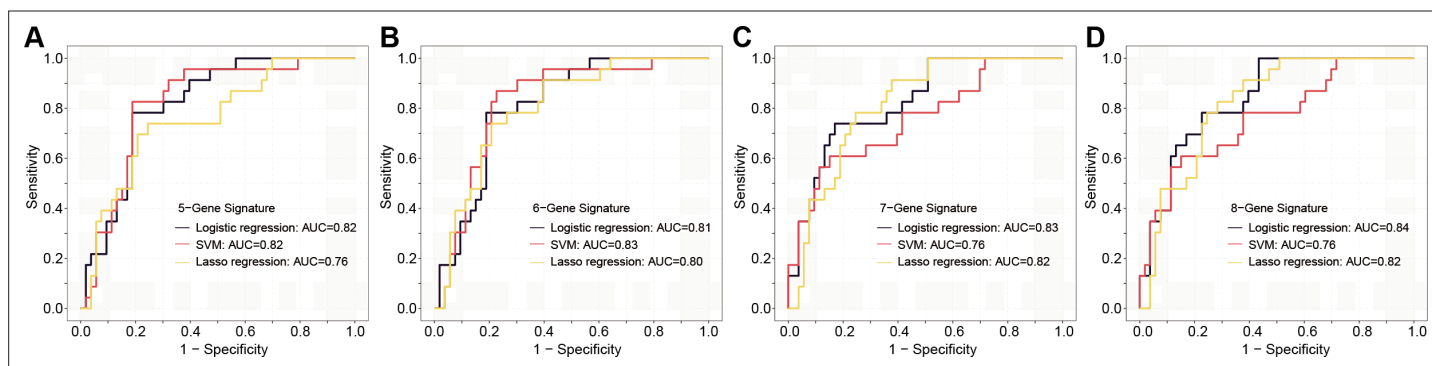 A
1.0
0.8
0.6
0.4
0.2
0.0
Sensitivity
5-Gene Signature
Logistic regression: AUC=0.82
SVM: AUC=0.82
Lasso regression: AUC=0.76
0.0 0.2 0.4 0.6 0.8 1.0
1 - Specificity
B
1.0
0.8
0.6
0.4
0.2
0.0
Sensitivity
6-Gene Signature
Logistic regression: AUC=0.81
SVM: AUC=0.83
Lasso regression: AUC=0.80
0.0 0.2 0.4 0.6 0.8 1.0
1 - Specificity
C
1.0
0.8
0.6
0.4
0.2
0.0
Sensitivity
7-Gene Signature
Logistic regression: AUC=0.83
SVM: AUC=0.76
Lasso regression: AUC=0.82
0.0 0.2 0.4 0.6 0.8 1.0
1 - Specificity
D
1.0
0.8
0.6
0.4
0.2
0.0
Sensitivity
8-Gene Signature
Logistic regression: AUC=0.84
SVM: AUC=0.76
Lasso regression: AUC=0.82
0.0 0.2 0.4 0.6 0.8 1.0
1 - Specificity